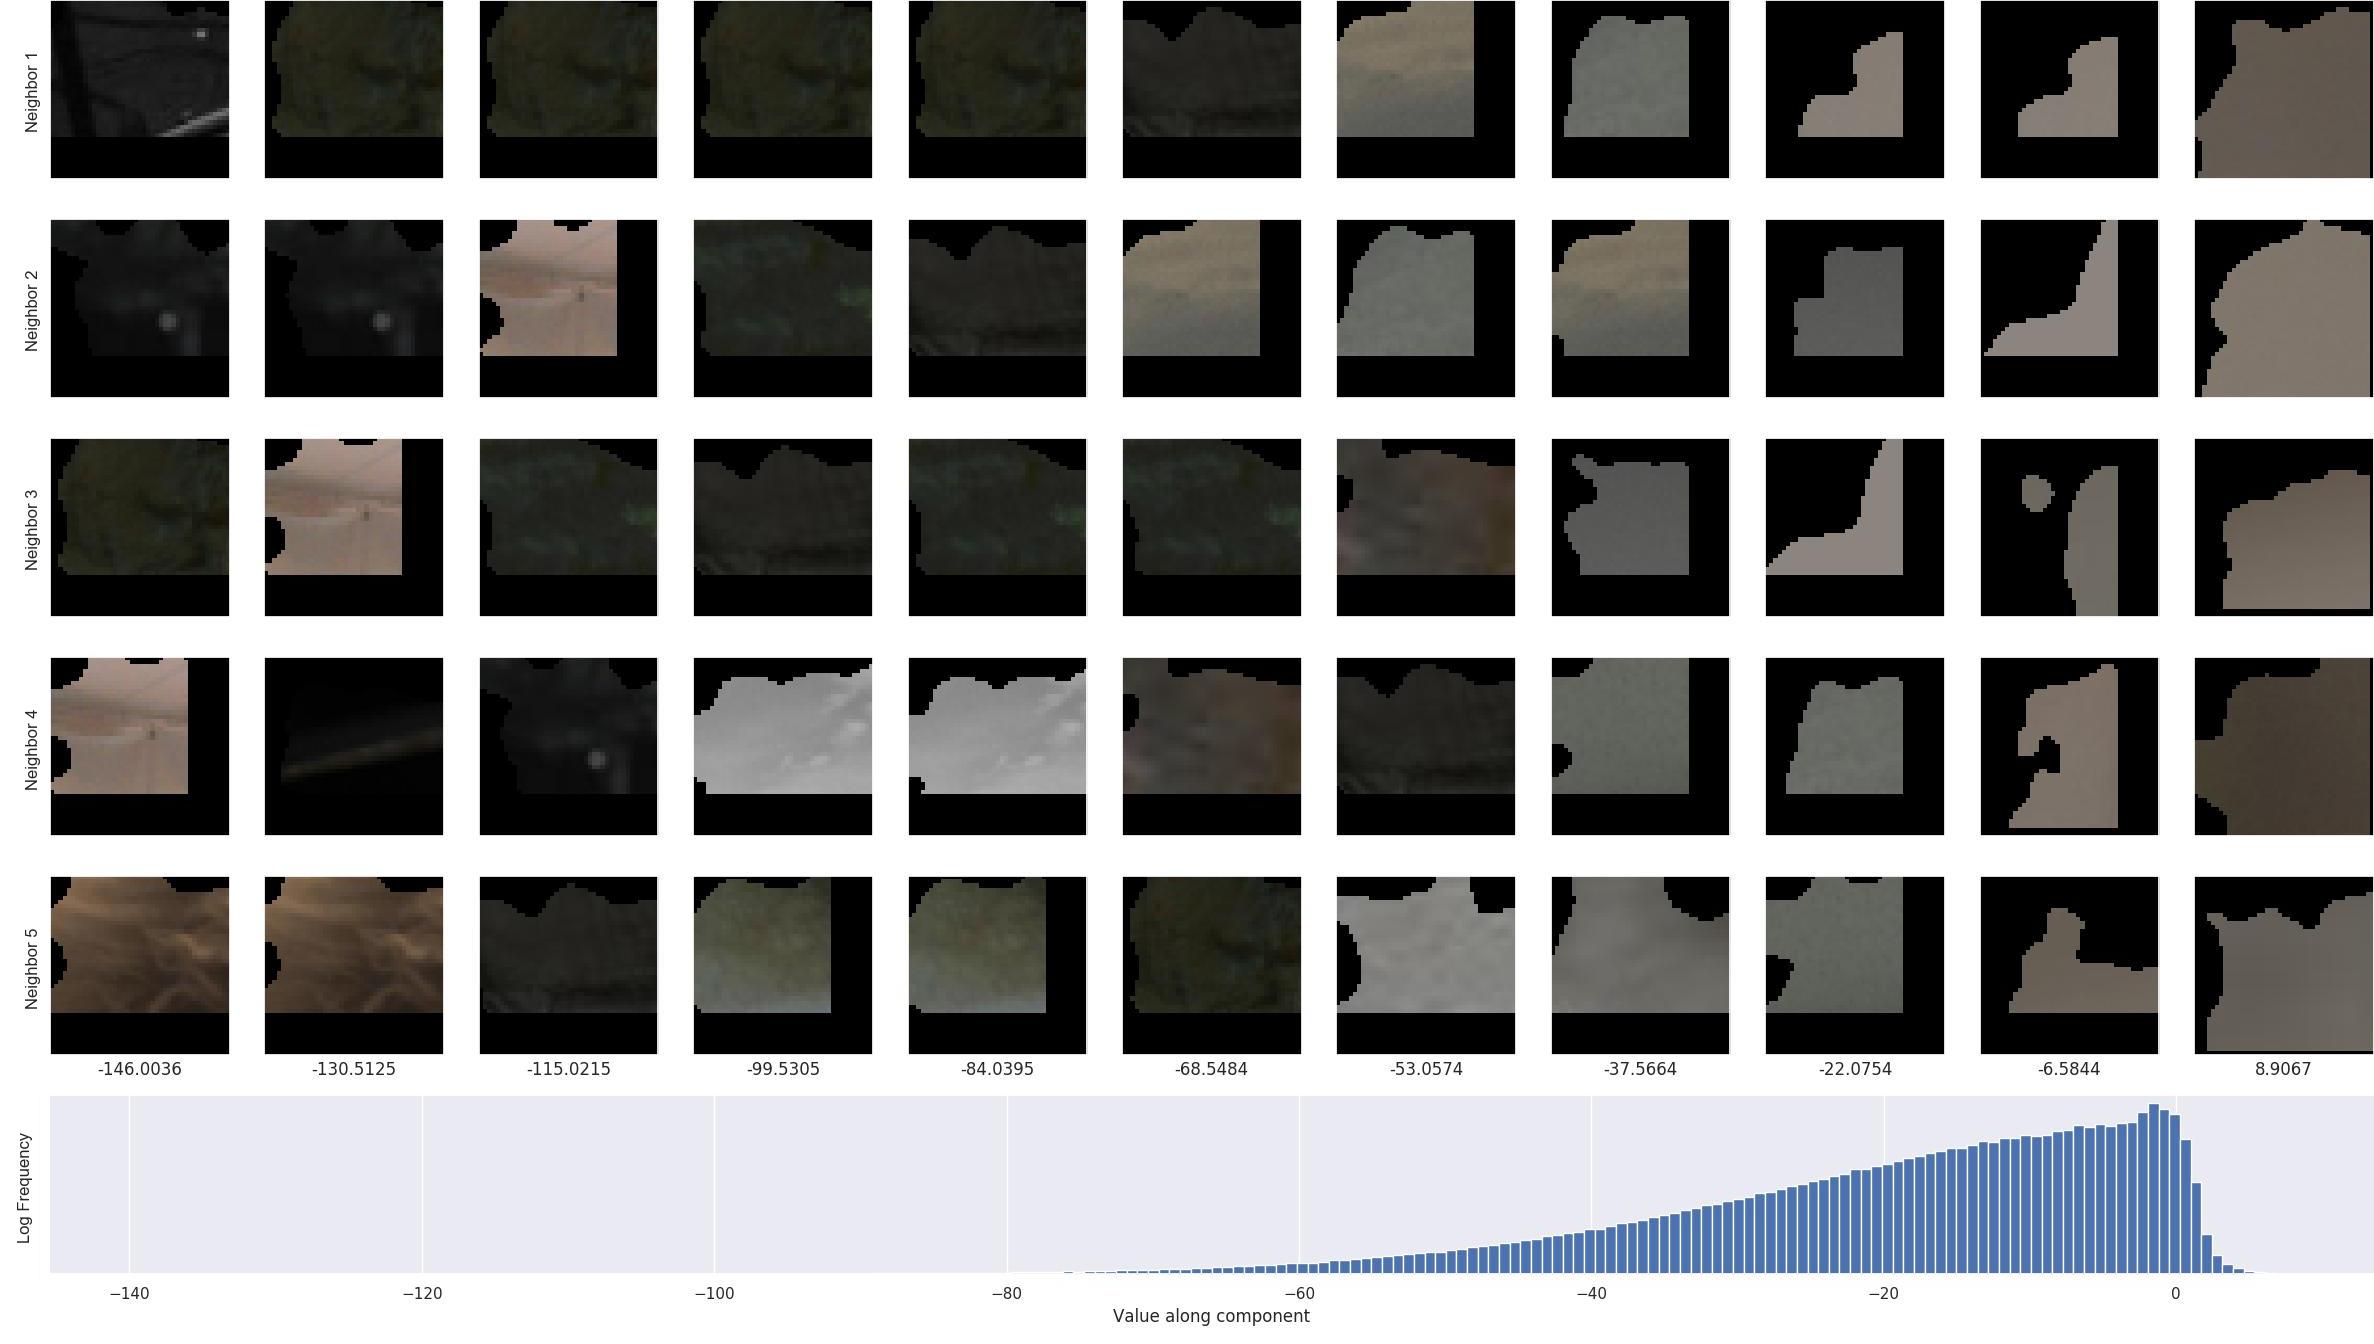 Neighbor 1
Neighbor 2
Neighbor 3
Neighbor 4
Neighbor 5
-146.0036 -130.5125 -115.0215 -99.5305 -84.0395 -68.5484 -53.0574 -37.5664 -22.0754 -6.5844 8.9067
Log Frequency
−140 −120 −100 −80 −60 −40 −20 0
Value along component